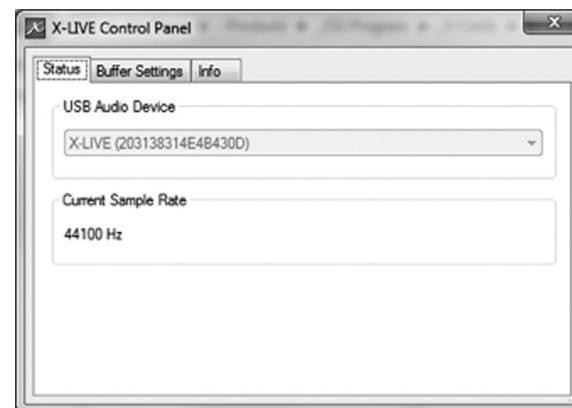 X-LIVE Control Panel
Status Buffer Settings Info
USB Audio Device
X-LIVE (203138314E4B430D)
Current Sample Rate
44100 Hz